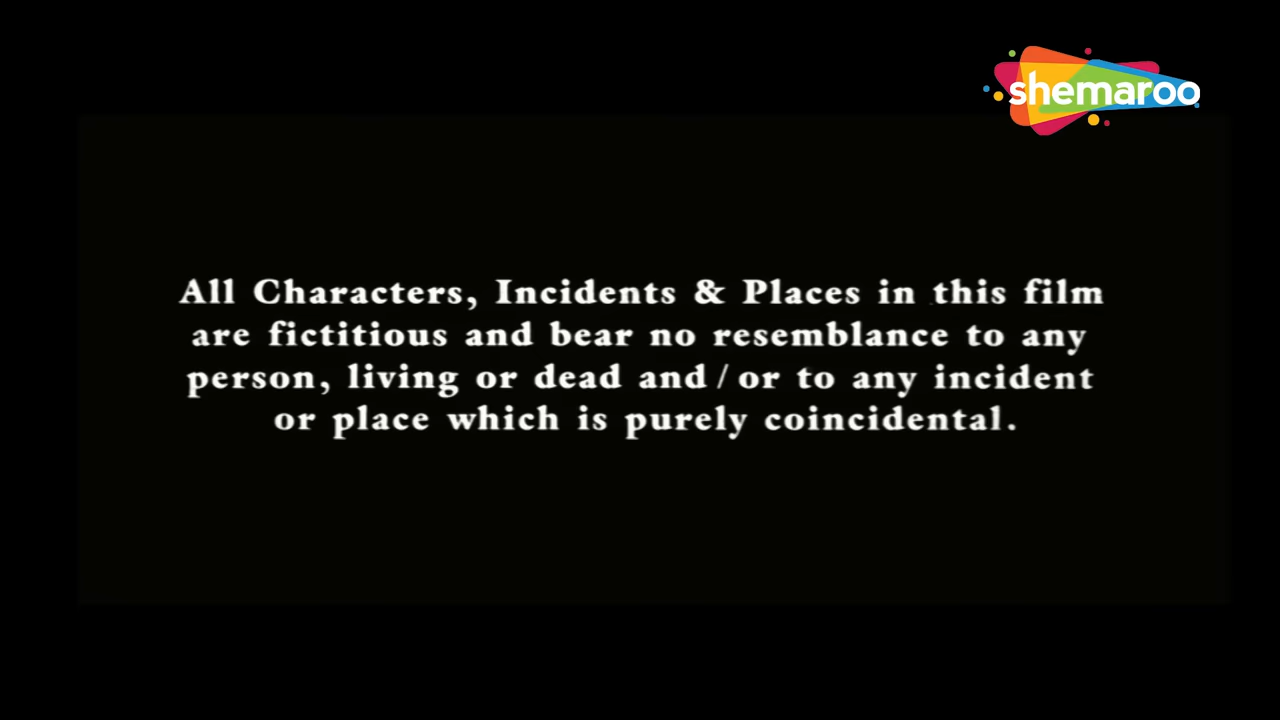 shemaroo
All Characters, Incidents & Places in this film
are fictitious and bear no resemblance to any
person, living or dead and / or to any incident
or place which is purely coincidental.